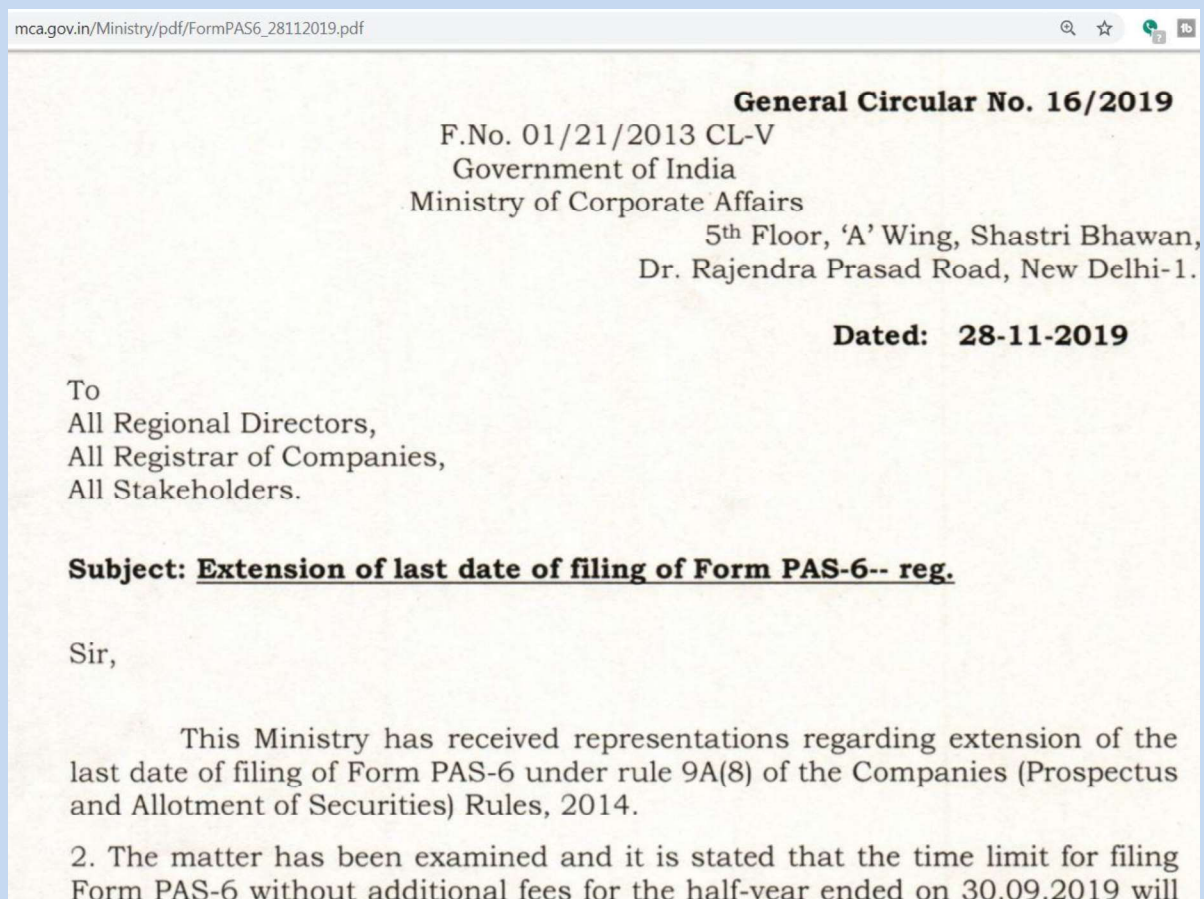 mca.gov.in/Ministry/pdf/FormPAS6_28112019.pdf
General Circular No. 16/2019
F.No. 01/21/2013 CL-V
Government of India
Ministry of Corporate Affairs
5th Floor, ‘A’ Wing, Shastri Bhawan,
Dr. Rajendra Prasad Road, New Delhi-1.
Dated: 28-11-2019
To
All Regional Directors,
All Registrar of Companies,
All Stakeholders.
Subject: Extension of last date of filing of Form PAS-6-- reg.
Sir,
This Ministry has received representations regarding extension of the
last date of filing of Form PAS-6 under rule 9A(8) of the Companies (Prospectus
and Allotment of Securities) Rules, 2014.
2. The matter has been examined and it is stated that the time limit for filing
Form PAS-6 without additional fees for the half-year ended on 30.09.2019 will